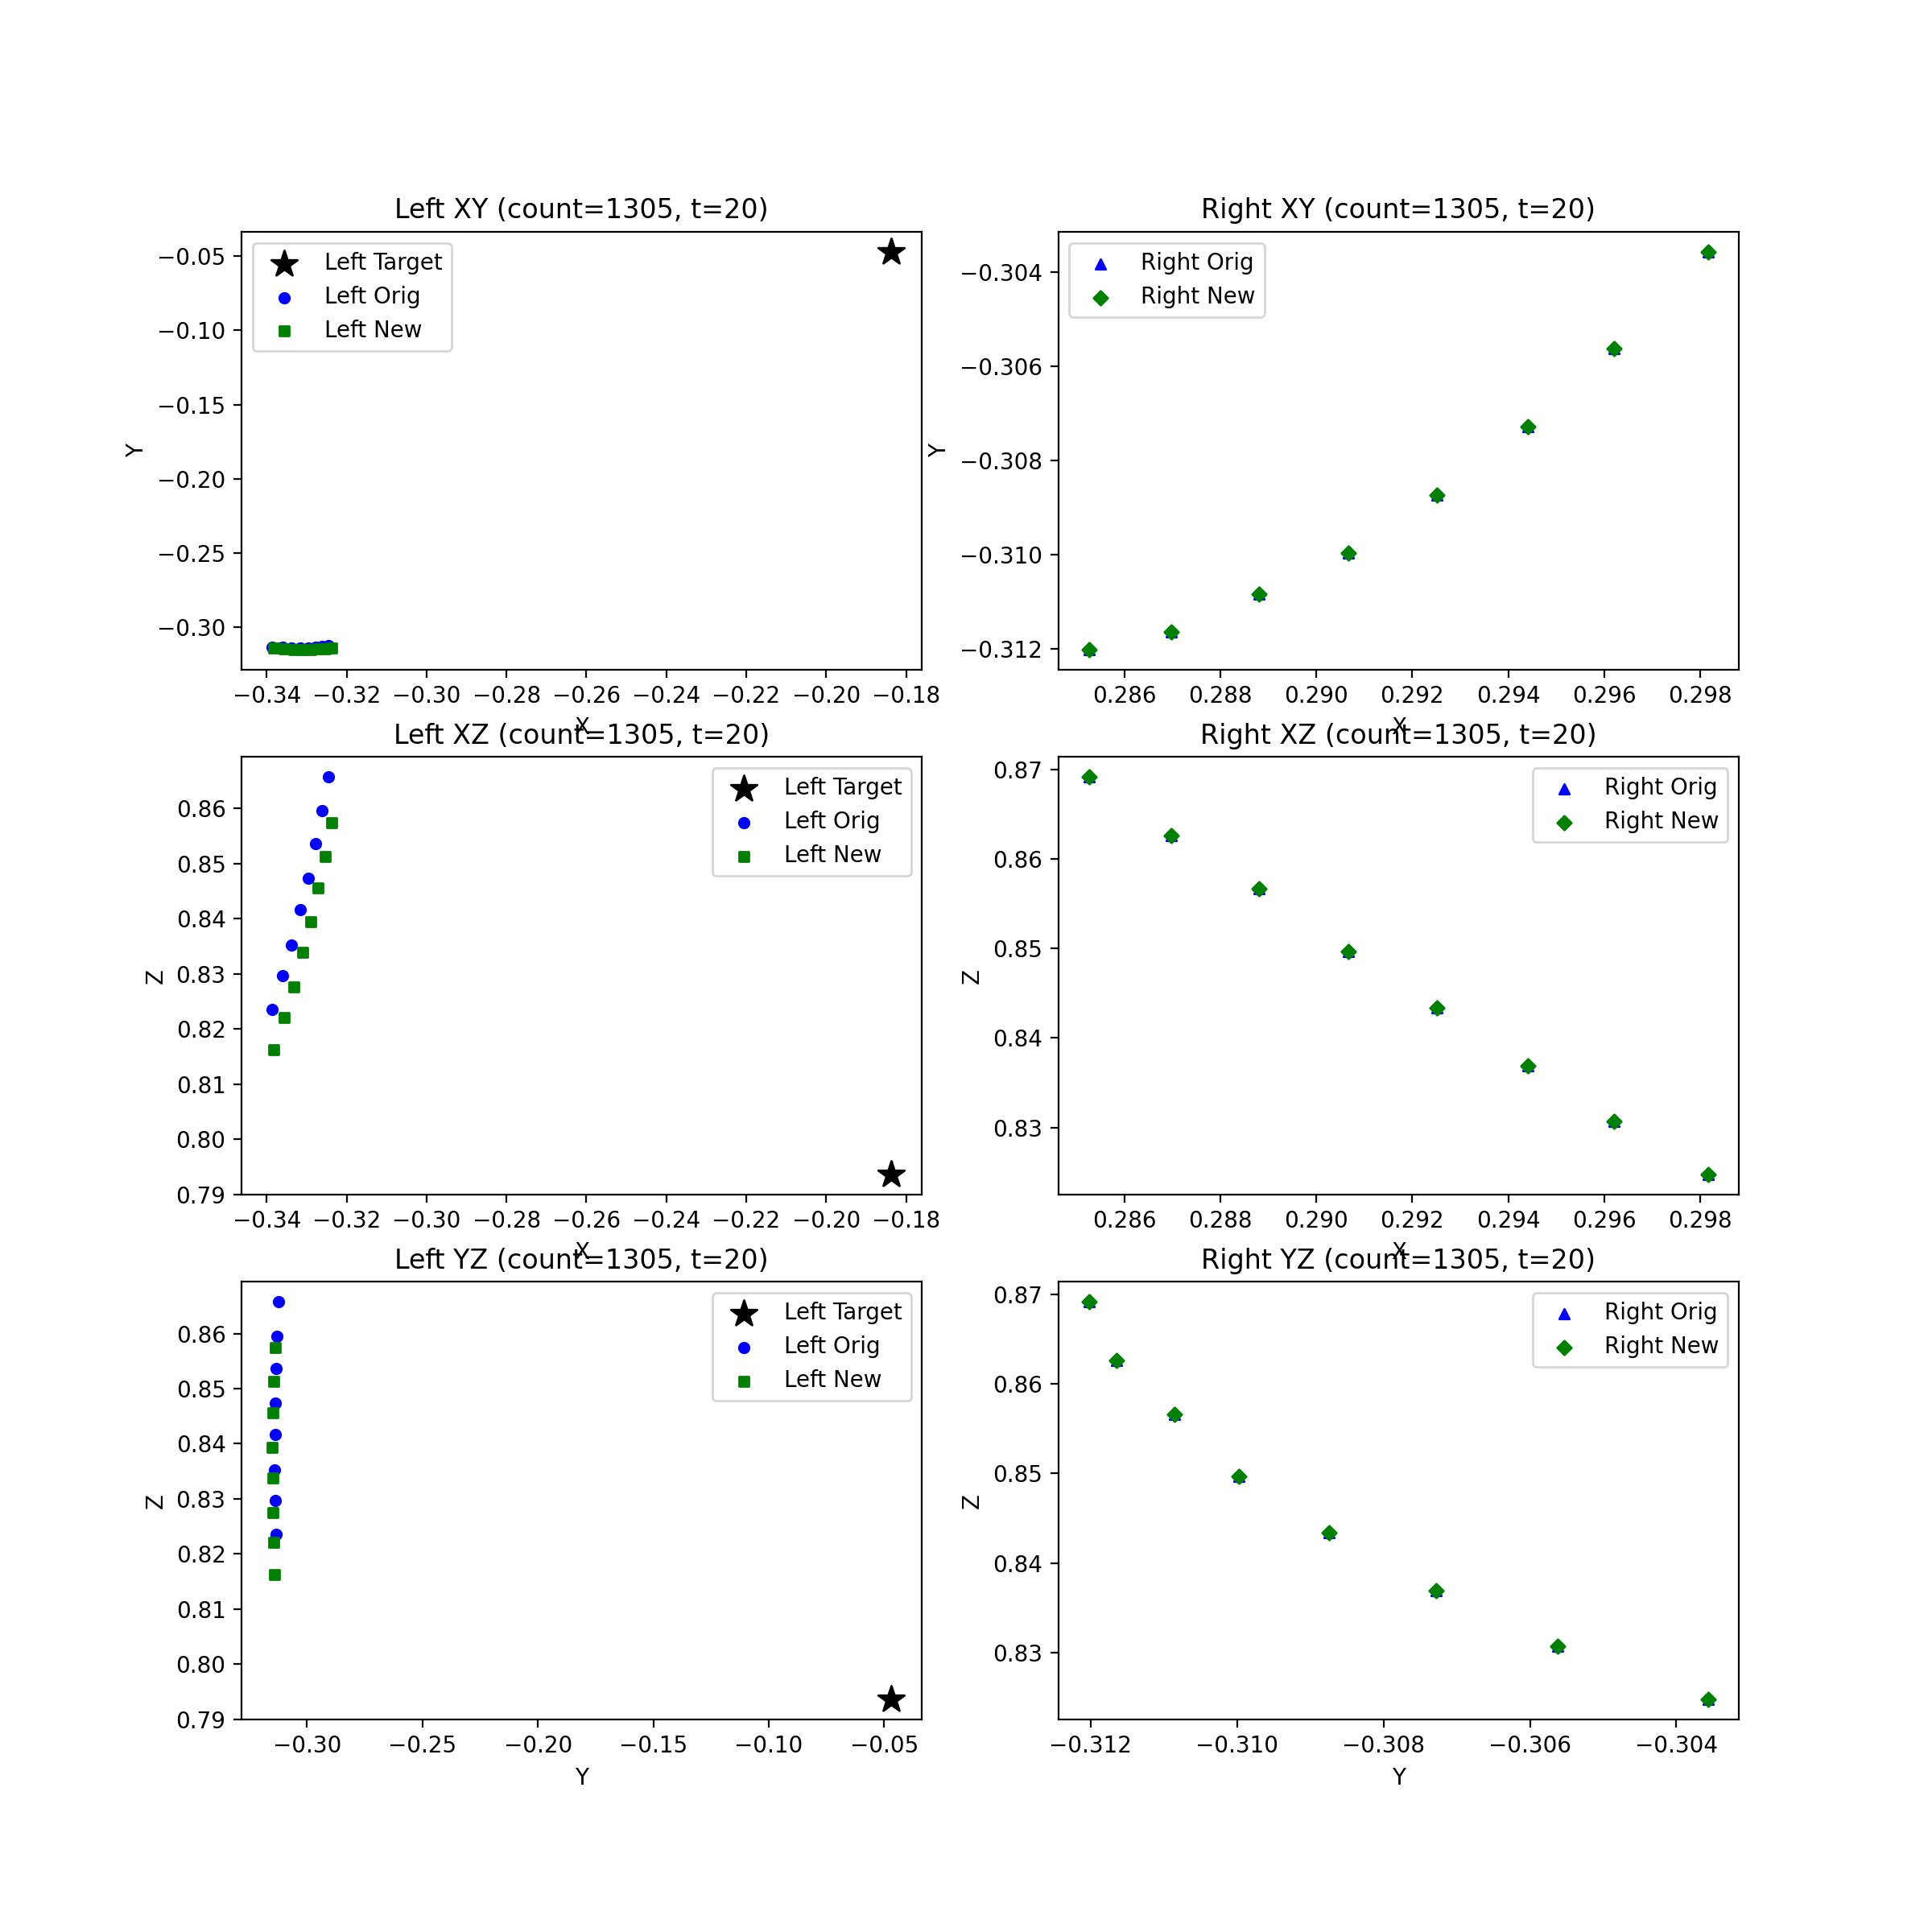 Left XY (count=1305, t=20)
Left Target
Left Orig
Left New
−0.05
−0.10
−0.15
−0.20
−0.25
−0.30
Y
−0.34 −0.32 −0.30 −0.28 −0.26 −0.24 −0.22 −0.20 −0.18
X
Right XY (count=1305, t=20)
Right Orig
Right New
−0.304
−0.306
−0.308
−0.310
−0.312
Y
0.286 0.288 0.290 0.292 0.294 0.296 0.298
X
Left XZ (count=1305, t=20)
Left Target
Left Orig
Left New
0.86
0.85
0.84
0.83
0.82
0.81
0.80
0.79
Z
−0.34 −0.32 −0.30 −0.28 −0.26 −0.24 −0.22 −0.20 −0.18
X
Right XZ (count=1305, t=20)
Right Orig
Right New
0.87
0.86
0.85
0.84
0.83
Z
0.286 0.288 0.290 0.292 0.294 0.296 0.298
X
Left YZ (count=1305, t=20)
Left Target
Left Orig
Left New
0.86
0.85
0.84
0.83
0.82
0.81
0.80
0.79
Z
−0.30 −0.25 −0.20 −0.15 −0.10 −0.05
Y
Right YZ (count=1305, t=20)
Right Orig
Right New
0.87
0.86
0.85
0.84
0.83
Z
−0.312 −0.310 −0.308 −0.306 −0.304
Y